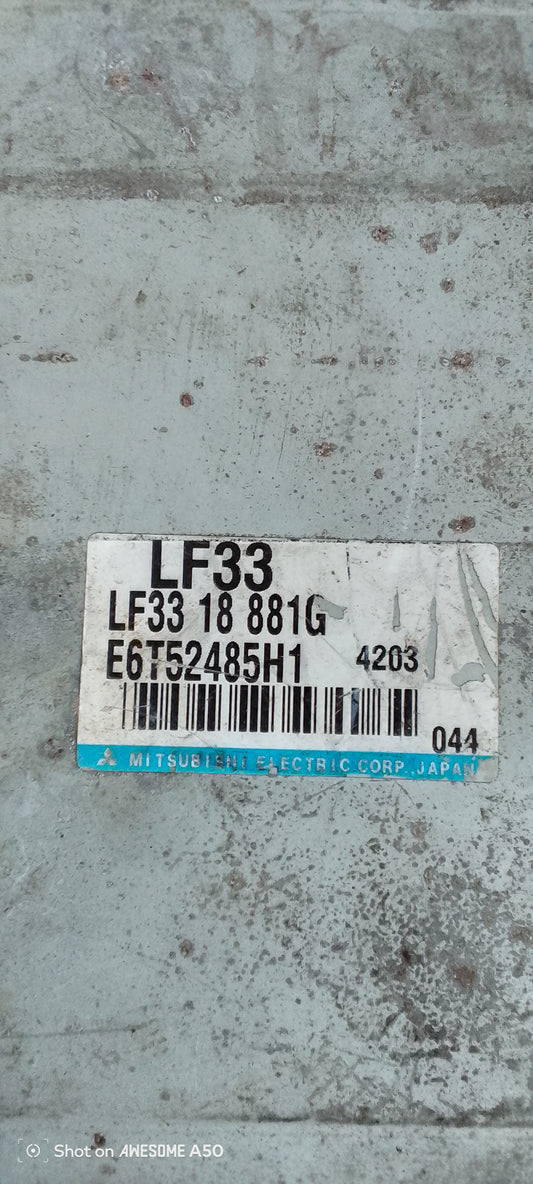 LF33
LF33 18 881G
E6T52485H1 4203
044
MITSUBISHI ELECTRIC CORP., JAPAN
Shot on AWESOME A50